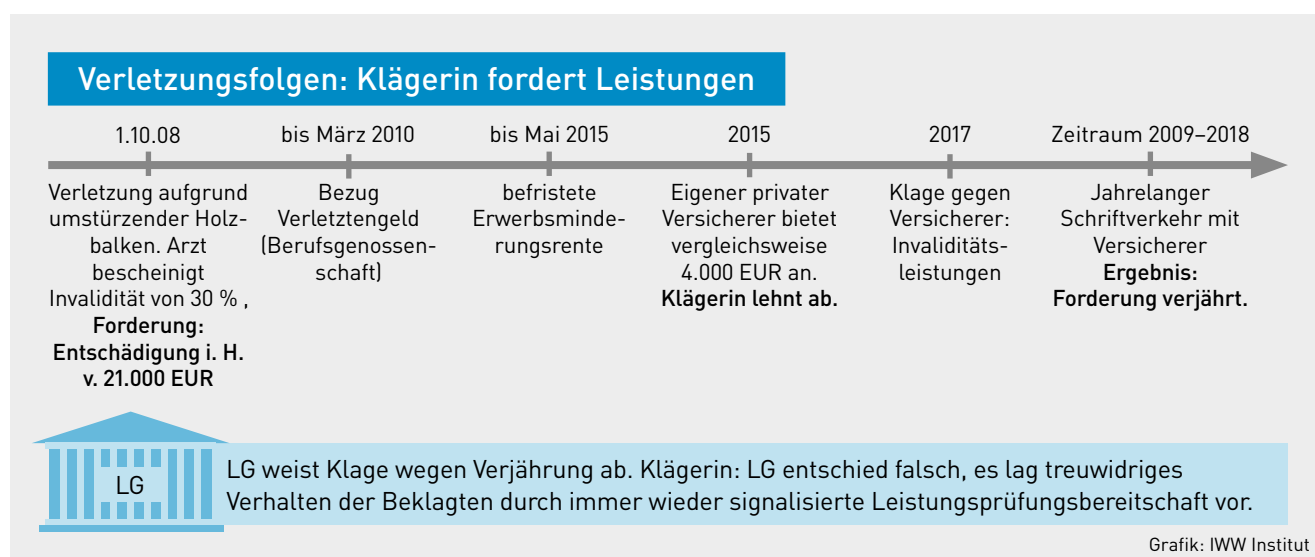 Verletzungsfolgen: Klägerin fordert Leistungen
1.10.08
Verletzung aufgrund
umstürzender Holz-
balken. Arzt
bescheinigt
Invalidität von 30 % ,
Forderung:
Entschädigung i. H.
v. 21.000 EUR
bis März 2010
Bezug
Verletztengeld
(Berufsgenossen-
schaft)
bis Mai 2015
befristete
Erwerbsminde-
rungsrente
2015
Eigener privater
Versicherer bietet
vergleichsweise
4.000 EUR an.
Klägerin lehnt ab.
2017
Klage gegen
Versicherer:
Invaliditäts-
leistungen
Zeitraum 2009–2018
Jahrelanger
Schriftverkehr mit
Versicherer
Ergebnis:
Forderung verjährt.
LG
LG weist Klage wegen Verjährung ab. Klägerin: LG entschied falsch, es lag treuwidriges
Verhalten der Beklagten durch immer wieder signalisierte Leistungsprüfungsbereitschaft vor.
Grafik: IWW Institut